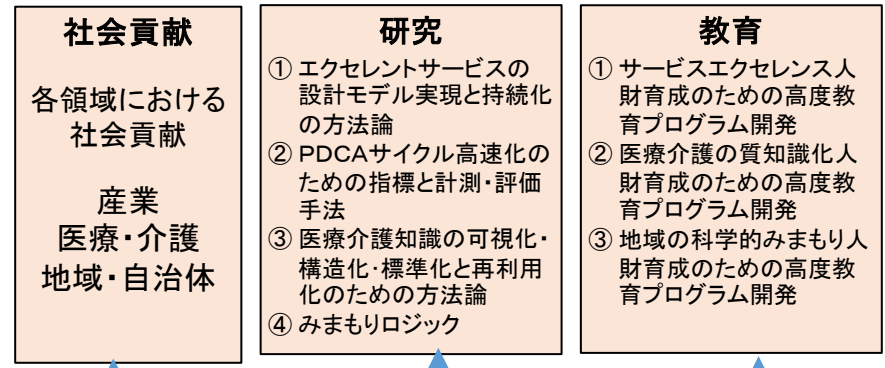 社会貢献
各領域における
社会貢献
産業
医療・介護
地域・自治体
研究
① エクセレントサービスの
設計モデル実現と持続化
の方法論
② PDCAサイクル高速化の
ための指標と計測・評価
手法
③ 医療介護知識の可視化・
構造化・標準化と再利用
化のための方法論
④ みまもりロジック
教育
① サービスエクセレンス人
財育成のための高度教
育プログラム開発
② 医療介護の質知識化人
財育成のための高度教
育プログラム開発
③ 地域の科学的みまもり人
財育成のための高度教
育プログラム開発